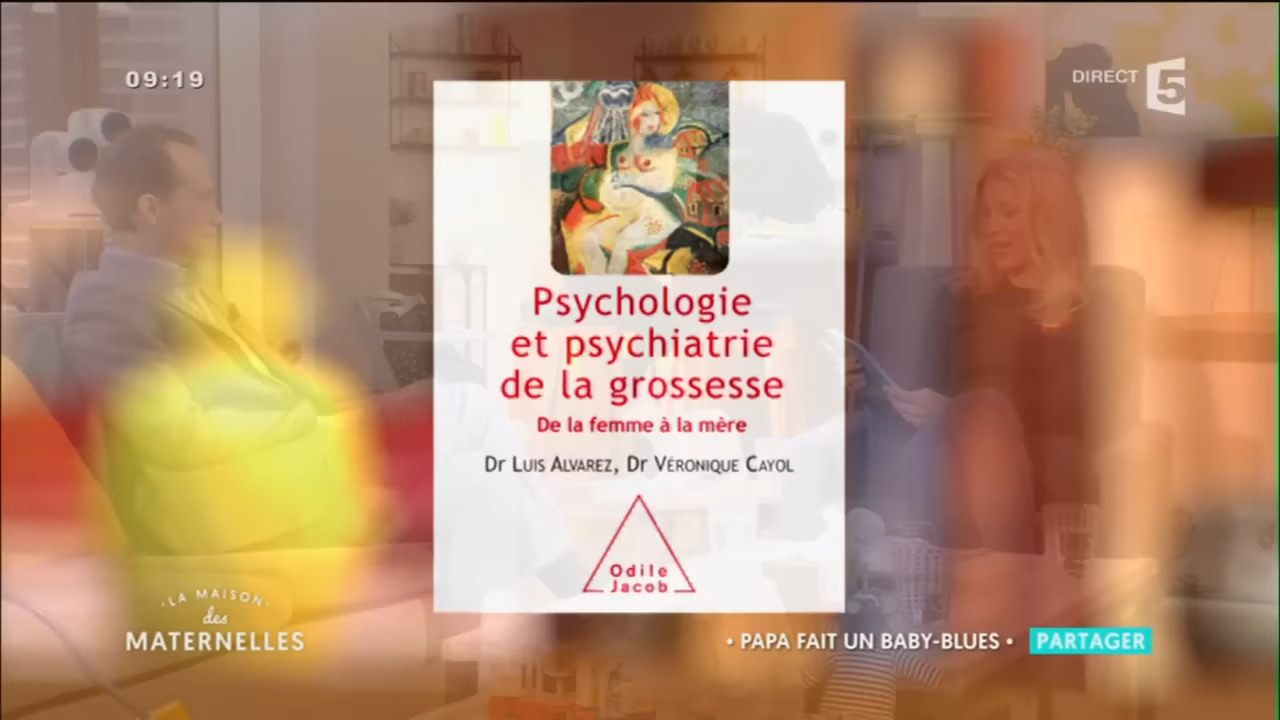 09:19
DIRECT 5
Psychologie
et psychiatrie
de la grossesse
De la femme à la mère
Dr Luis Alvarez, Dr Véronique Cayol
Odile
Jacob
• LA MAISON •
des
MATERNELLES
• PAPA FAIT UN BABY-BLUES • PARTAGER